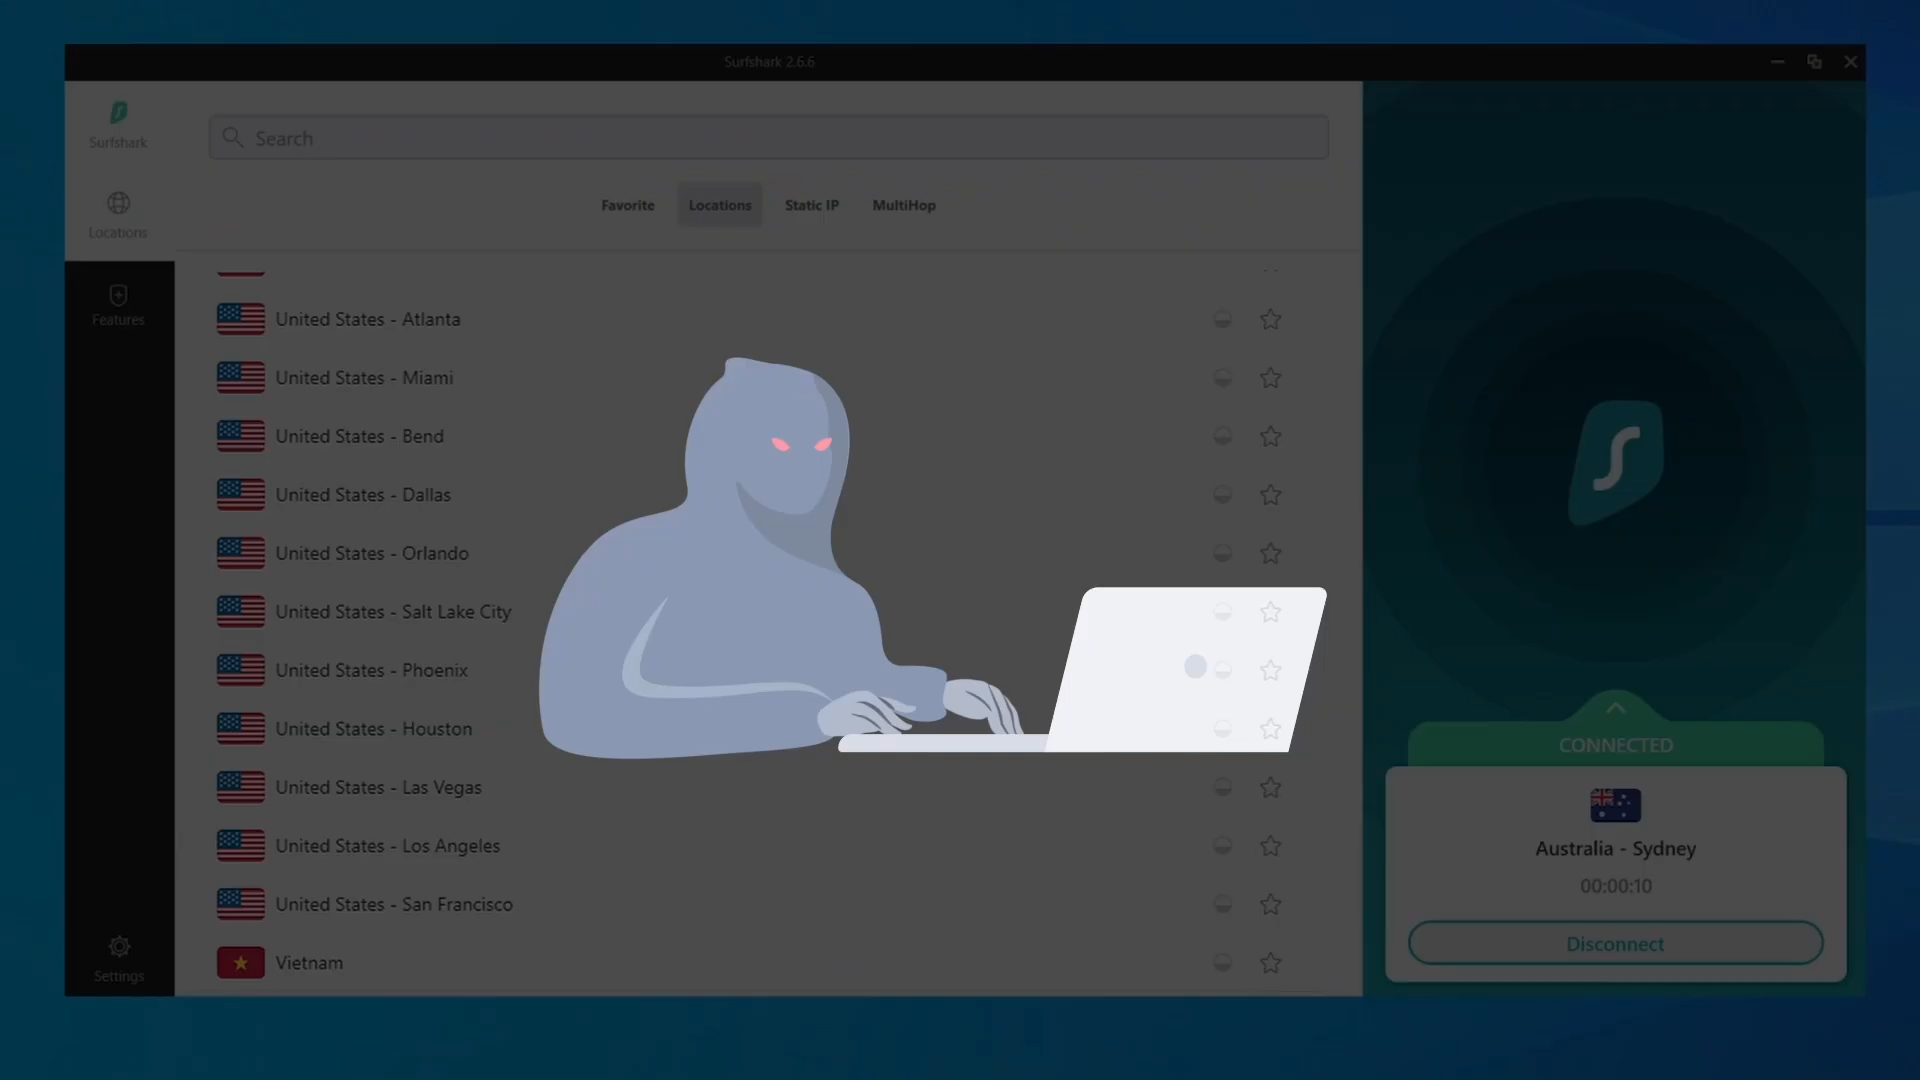 Surfshark 2.6.6
Surfshark
Locations
Features
Settings
Search
Favorite
Locations
Static IP
MultiHop
United States - Atlanta
United States - Miami
United States - Bend
United States - Dallas
United States - Orlando
United States - Salt Lake City
United States - Phoenix
United States - Houston
United States - Las Vegas
United States - Los Angeles
United States - San Francisco
Vietnam
CONNECTED
Australia - Sydney
00:00:10
Disconnect